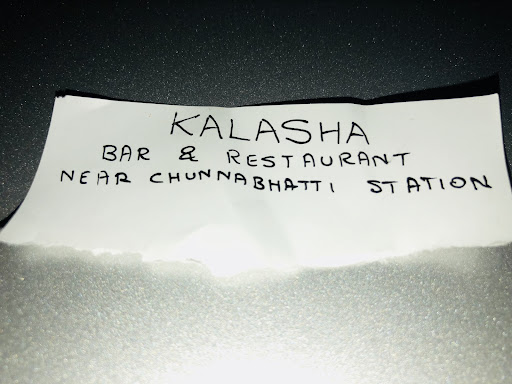 KALASHA
BAR & RESTAURANT
NEAR CHUNNABHATTI STATION